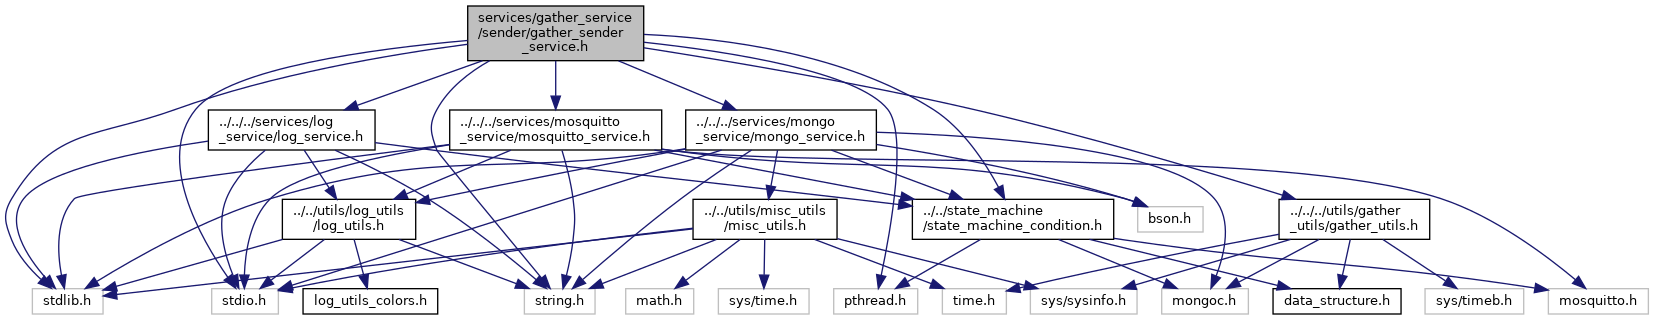 services/gather_service
/sender/gather_sender
_service.h
../../../services/log
_service/log_service.h
../../../services/mosquitto
_service/mosquitto_service.h
../../../services/mongo
_service/mongo_service.h
../../utils/log_utils
/log_utils.h
../../utils/misc_utils
/misc_utils.h
../../state_machine
/state_machine_condition.h
bson.h
../../../utils/gather
_utils/gather_utils.h
stdlib.h
stdio.h
log_utils_colors.h
string.h
math.h
sys/time.h
pthread.h
time.h
sys/sysinfo.h
mongoc.h
data_structure.h
sys/timeb.h
mosquitto.h